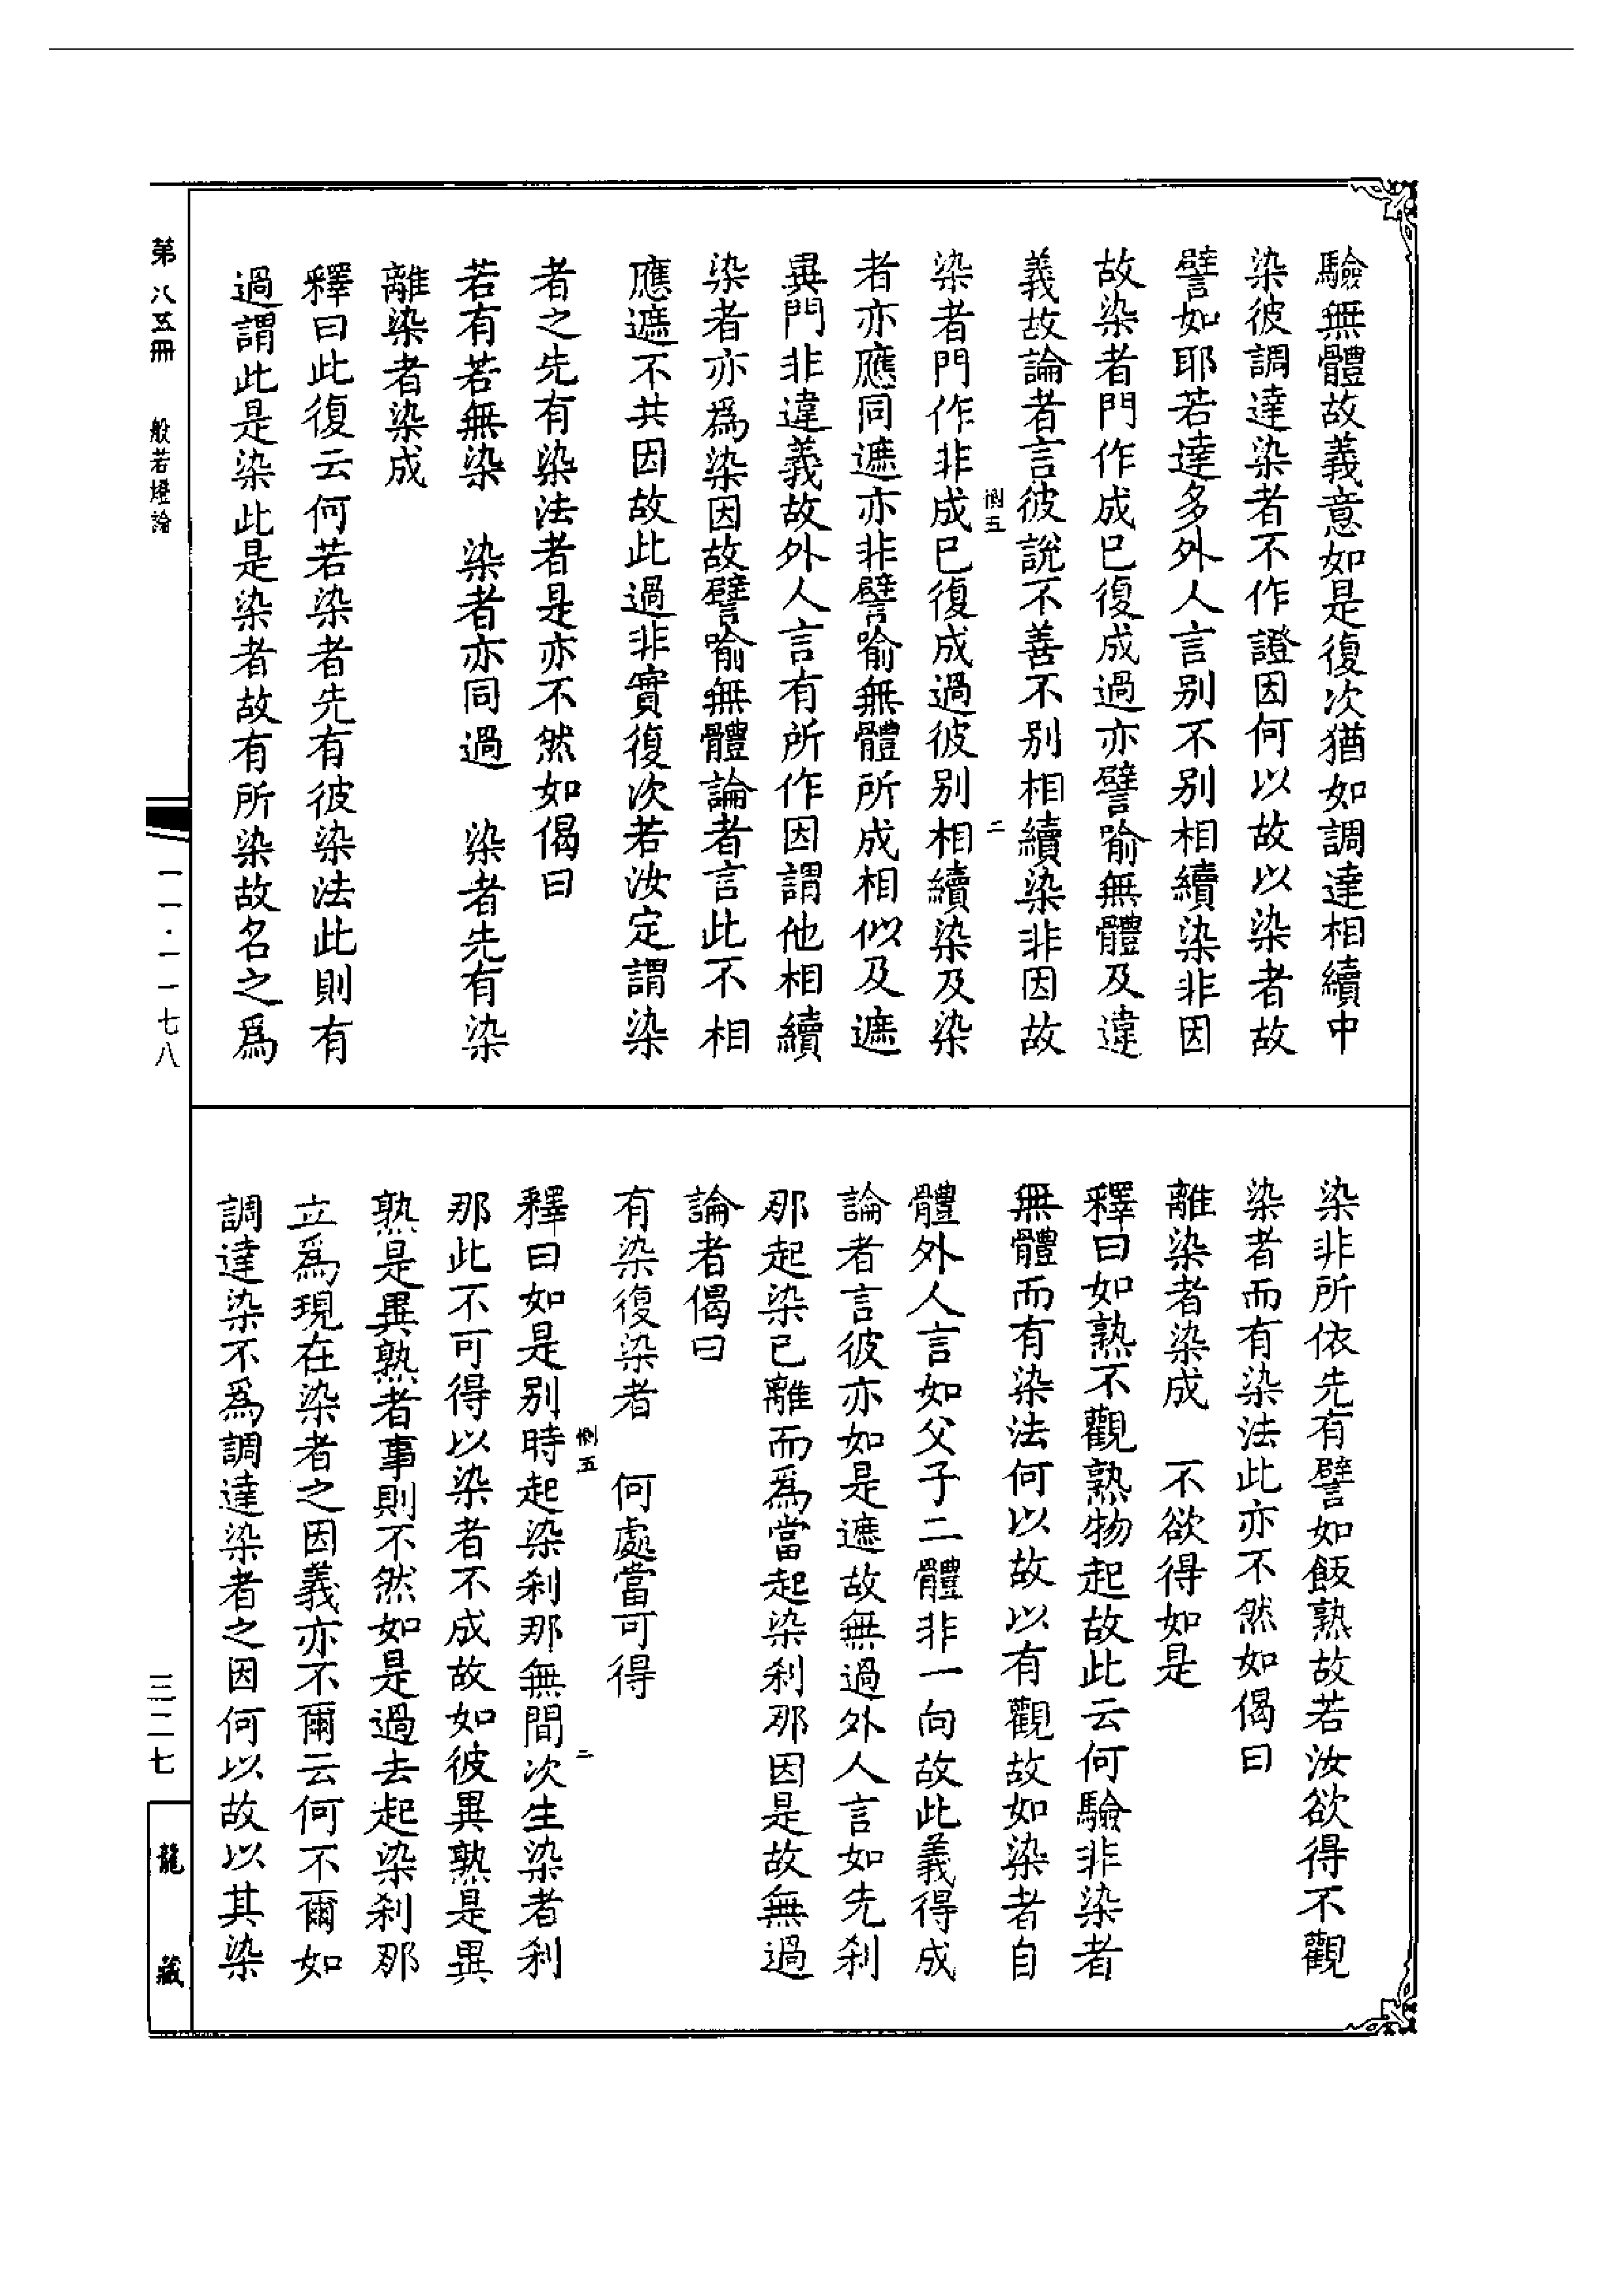 驗無體故義意如是復次猶如調達相續中
染彼調達染者不作證因何以故以染者故
譬如耶若達多外人言別不別相續染非因
故染者門作成已復成過亦譬喻無體及違
義故論者言彼說不善不別相續染非因故
側五 二
染者門作非成已復成過彼別相續染及染
者亦應同遮亦非譬喻無體所成相似及遮
異門非違義故外人言有所作因謂他相續
染者亦為染因故譬喻無體論者言此不相
應遮不共因故此過非實復次若汝定謂染
者之先有染法者是亦不然如偈曰
若有若無染 染者亦同過 染者先有染
離染者染成
釋曰此復云何若染者先有彼染法此則有
過謂此是染此是染者故有所染故名之為
染非所依先有譬如飯熟故若汝欲得不觀
染者而有染法此亦不然如偈曰
離染者染成 不欲得如是
釋曰如熟不觀熟物起故此云何驗非染者
無體而有染法何以故以有觀故如染者自
體外人言如父子二體非一向故此義得成
論者言彼亦如是遮故無過外人言如先剎
那起染已離而為當起染剎那因是故無過
論者偈曰
有染復染者 何處當可得
側五 二
釋曰如是別時起染剎那無間次生染者剎
那此不可得以染者不成故如彼異熟是異
熟是異熟者事則不然如是過去起染剎那
立為現在染者之因義亦不爾云何不爾如
調達染不為調達染者之因何以故以其染
第八五冊 般若燈論 一一·一一七八 三二七 龍藏